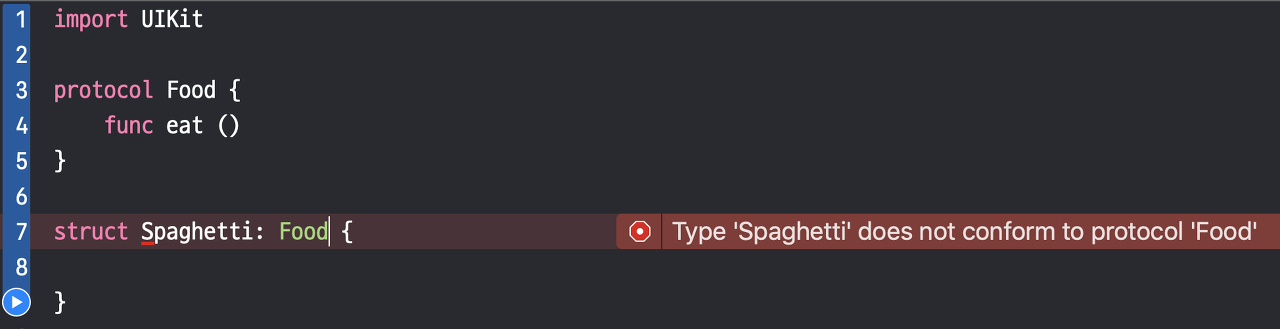 1 import UIKit
2
3 protocol Food {
4     func eat ()
5 }
6
7 struct Spaghetti: Food { Type 'Spaghetti' does not conform to protocol 'Food'
8
}